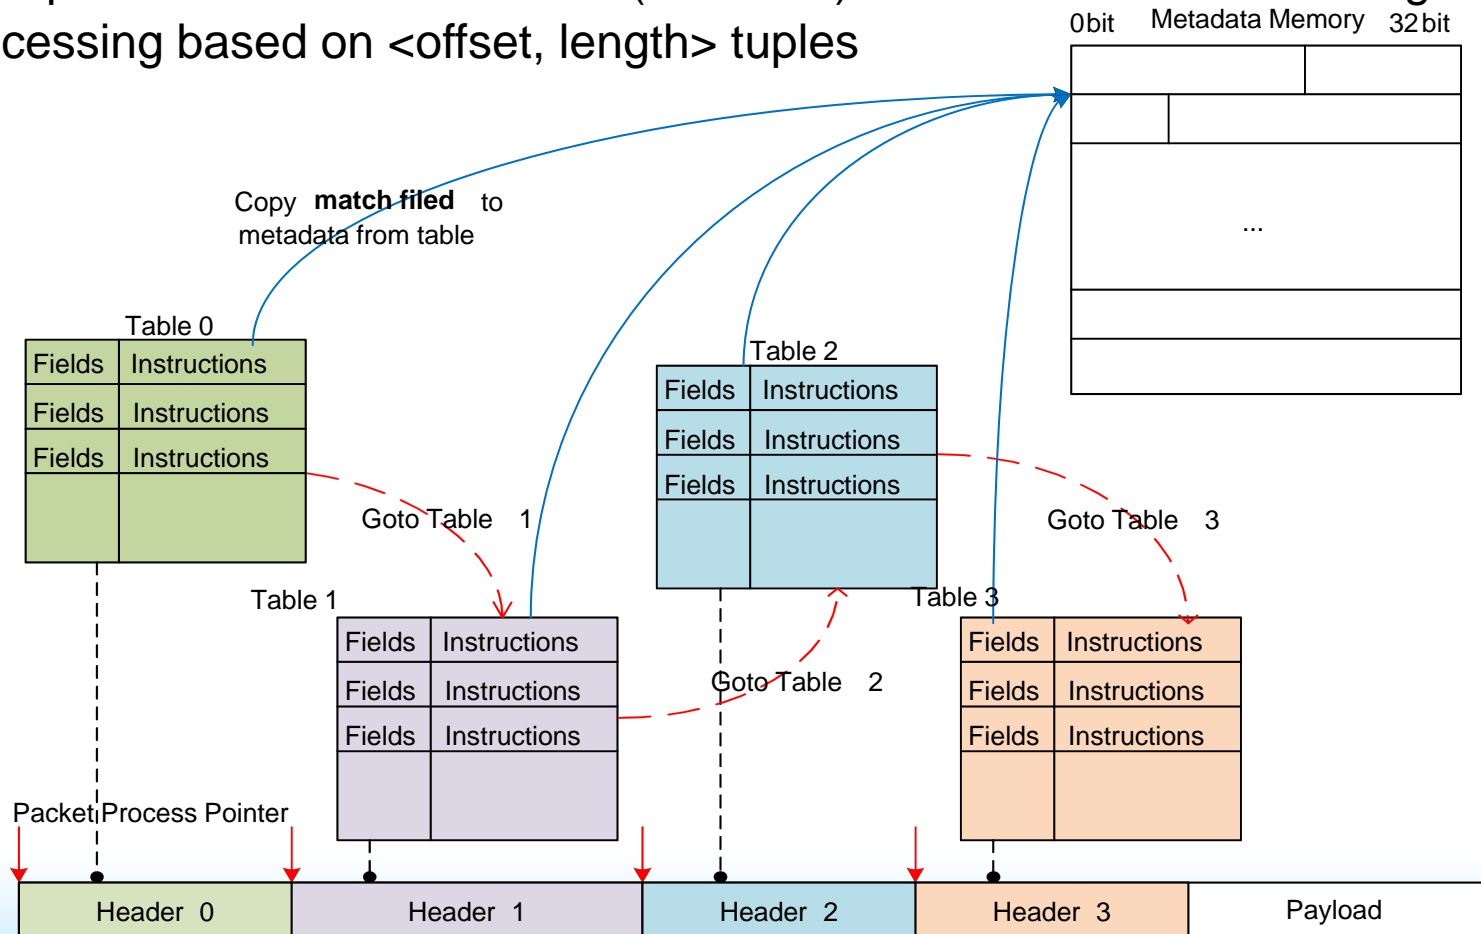 cessing based on <offset, length> tuples
0bit Metadata Memory 32bit
Copy match filed to
metadata from table
...
Table 0
Fields Instructions
Fields Instructions
Fields Instructions
Table 2
Fields Instructions
Fields Instructions
Fields Instructions
Goto Table 1
Goto Table 3
Table 1
Fields Instructions
Fields Instructions
Fields Instructions
Goto Table 2
Table 3
Fields Instructions
Fields Instructions
Fields Instructions
Packet Process Pointer
Header 0 Header 1 Header 2 Header 3 Payload